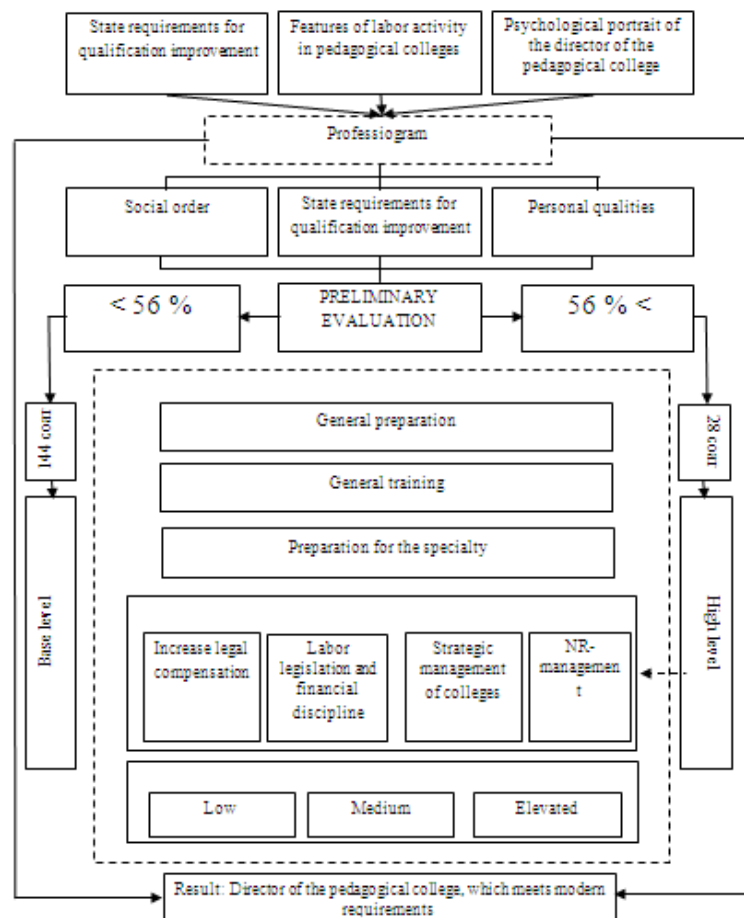 State requirements for
qualification improvement
Features of labor activity
in pedagogical colleges
Psychological portrait of
the director of the
pedagogical college
Professiogram
Social order
State requirements for
qualification improvement
Personal qualities
< 56 %
PRELIMINARY
EVALUATION
56 % <
144 соат
28 соат
General preparation
General training
Preparation for the specialty
Base level
High level
Increase legal
compensation
Labor
legislation and
financial
discipline
Strategic
management
of colleges
NR-
managemen
t
Low
Medium
Elevated
Result: Director of the pedagogical college, which meets modern
requirements